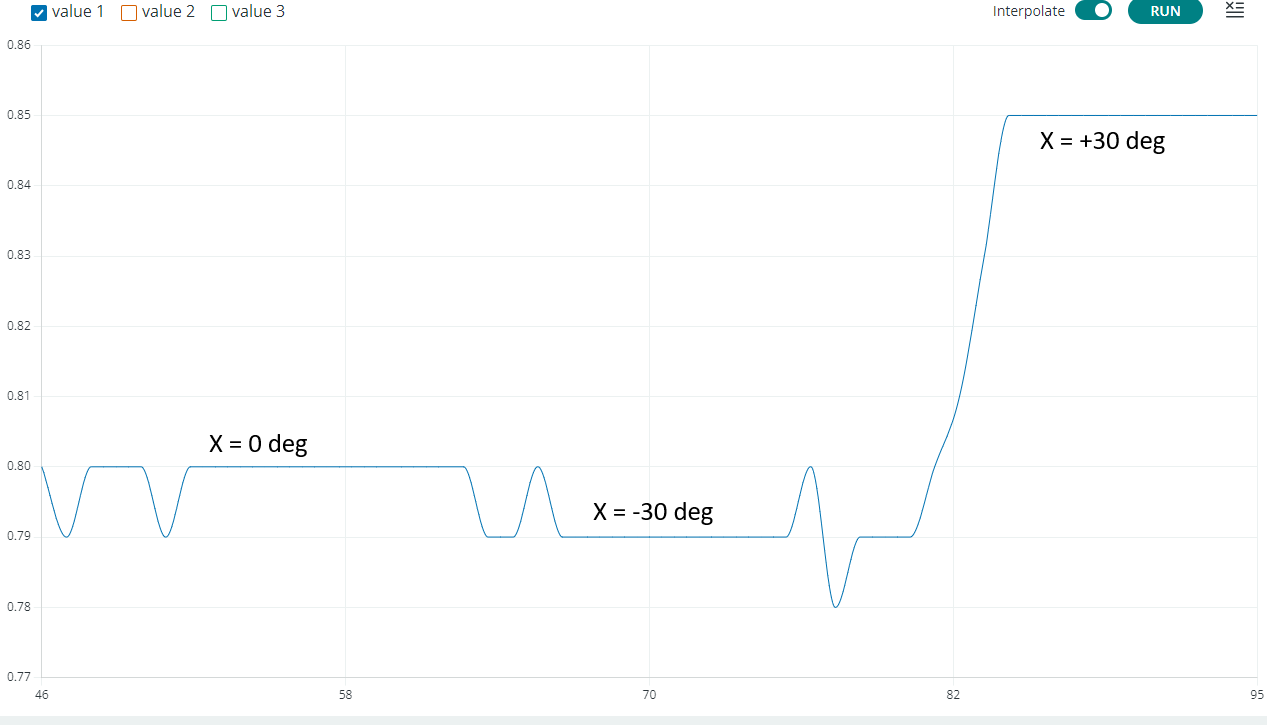 value 1 value 2 value 3 Interpolate RUN
0.86
0.85
X = +30 deg
0.84
0.83
0.82
0.81
X = 0 deg
0.80
X = -30 deg
0.79
0.78
0.77
46 58 70 82 95